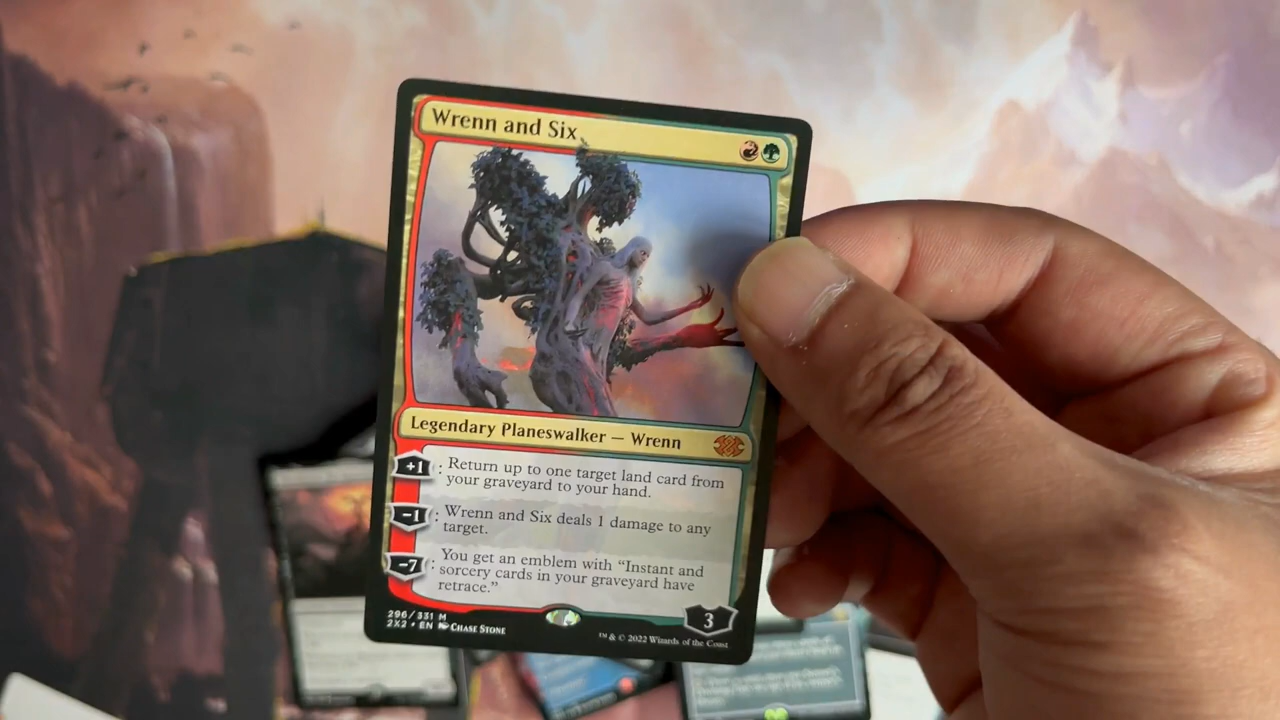 Wrenn and Six
Legendary Planeswalker — Wrenn
+1 : Return up to one target land card from
your graveyard to your hand.
−1 : Wrenn and Six deals 1 damage to any
target.
−7 : You get an emblem with “Instant and
sorcery cards in your graveyard have
retrace.”
296/331 M
2X2 • EN CHASE STONE
3
™ & © 2022 Wizards of the Coast